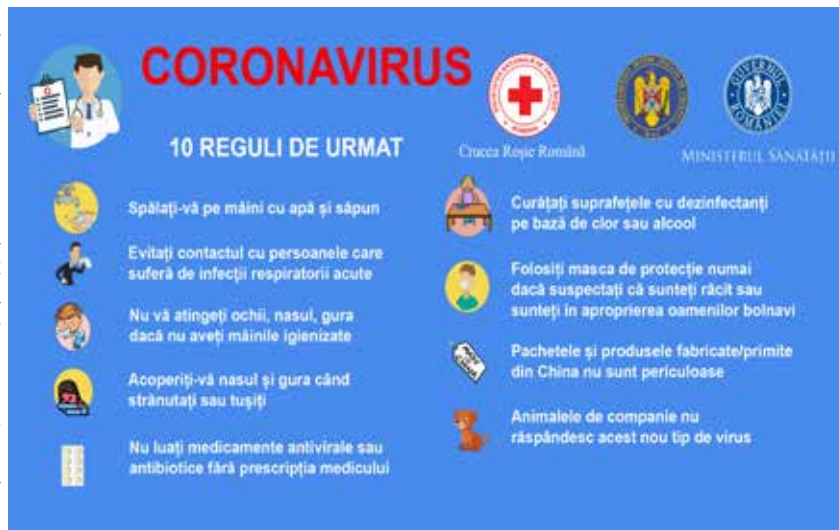 CORONAVIRUS
10 REGULI DE URMAT
Crucea Roșie Română
MINISTERUL SĂNĂTĂȚII
Spălați-vă pe mâini cu apă și săpun
Evitați contactul cu persoanele care
suferă de infecții respiratorii acute
Nu vă atingeți ochii, nasul, gura
dacă nu aveți mâinile igienizate
Acoperiți-vă nasul și gura când
strănutați sau tușiți
Nu luați medicamente antivirale sau
antibiotice fără prescripția medicului
Curățați suprafețele cu dezinfectanți
pe bază de clor sau alcool
Folosiți masca de protecție numai
dacă suspectați că sunteți răcit sau
sunteți in aproprierea oamenilor bolnavi
Pachetele și produsele fabricate/primite
din China nu sunt periculoase
Animalele de companie nu
răspândesc acest nou tip de virus
GUVERNUL ROMÂNIEI